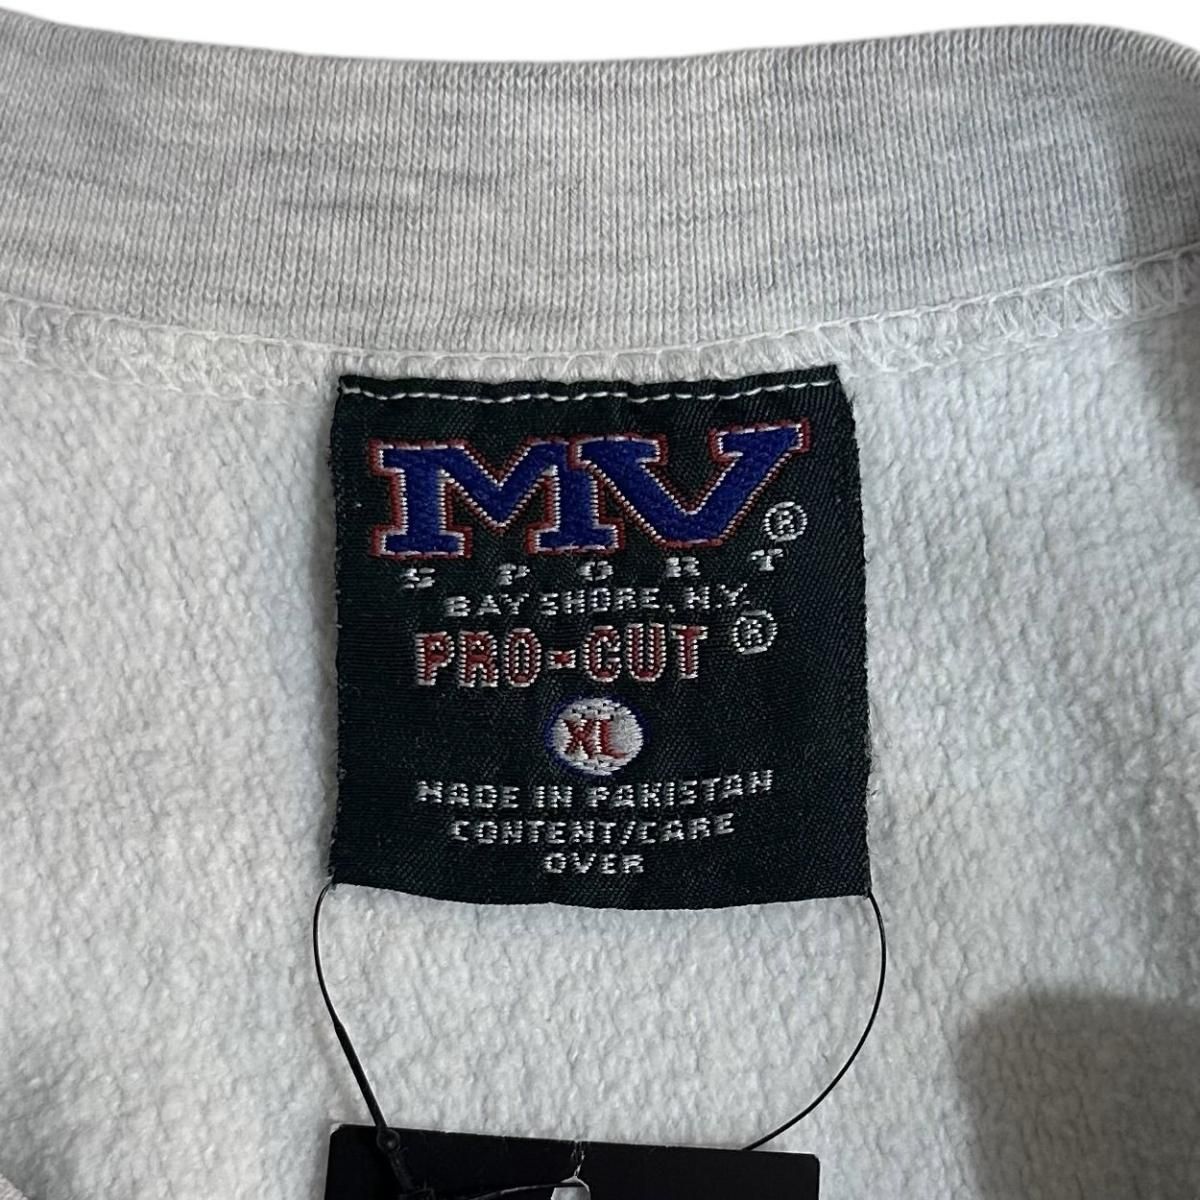 MV®
SPORT
BAY SHORE, N.Y.
PRO-CUT®
XL
MADE IN PAKISTAN
CONTENT/CARE
OVER